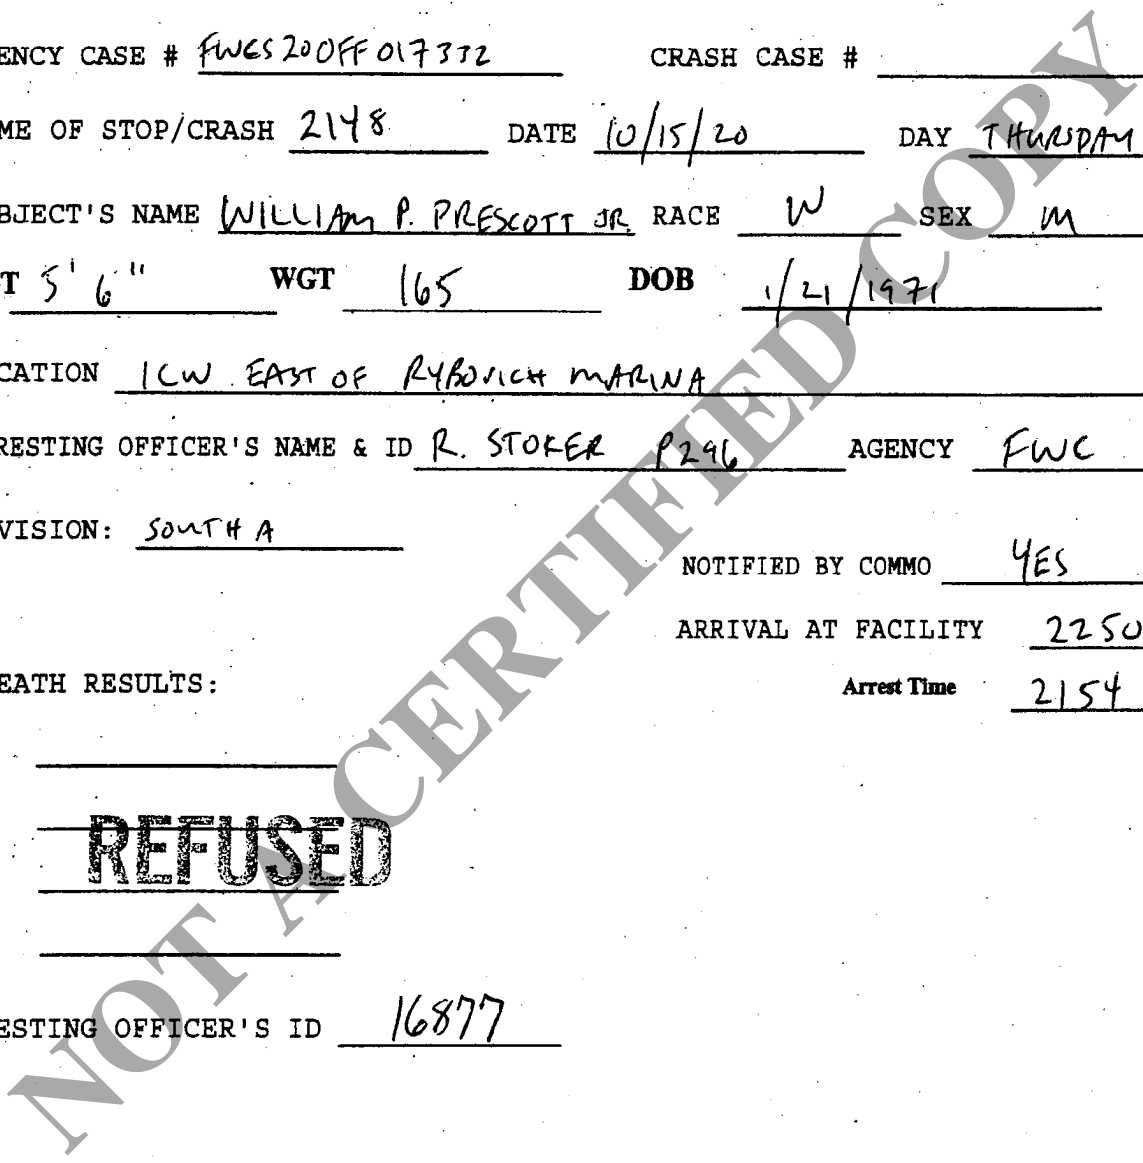 ENCY CASE # FWCS20OFF017332 CRASH CASE #
ME OF STOP/CRASH 2148 DATE 10/15/20 DAY THURSDAY
BJECT'S NAME WILLIAM P. PRESCOTT JR RACE W SEX M
T 5'6" WGT 165 DOB 1/21/1971
CATION ICW EAST OF RYBOVICH MARINA
RESTING OFFICER'S NAME & ID R. STOKER P296 AGENCY FWC
VISION: SOUTH A
NOTIFIED BY COMMO YES
ARRIVAL AT FACILITY 2250
EATH RESULTS: Arrest Time 2154
REFUSED
ESTING OFFICER'S ID 16877
NOT A CERTIFIED COPY